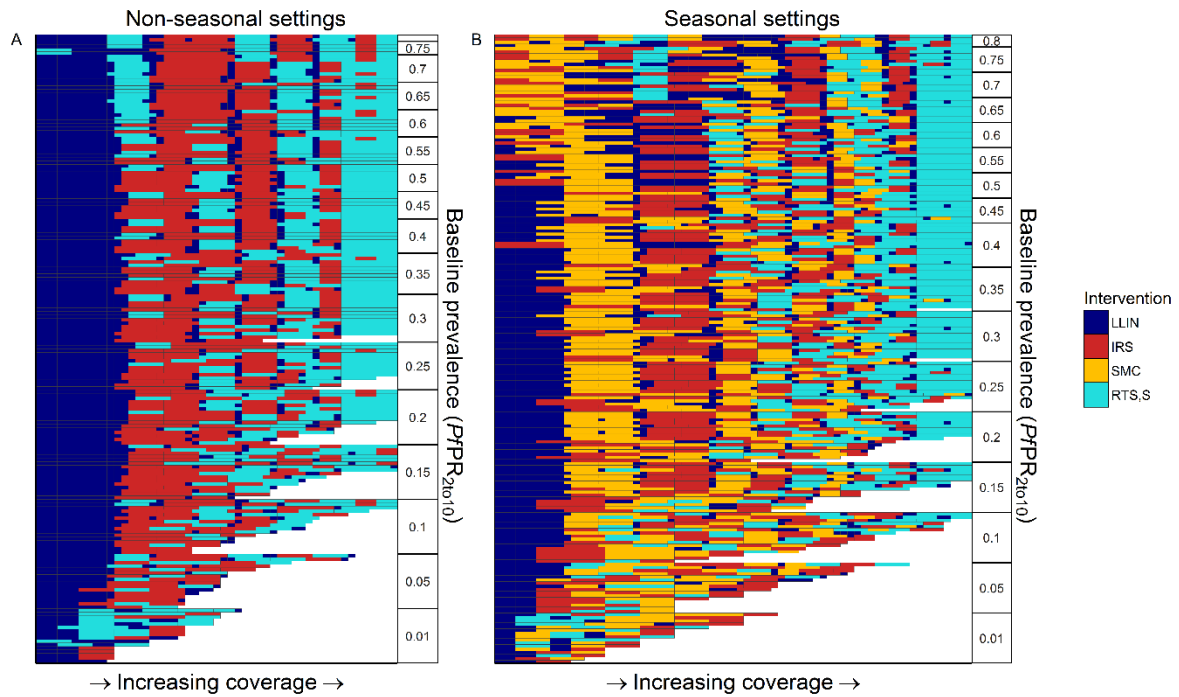 Non-seasonal settings
Seasonal settings
A
B
0.75
0.7
0.65
0.6
0.55
0.5
0.45
0.4
0.35
0.3
0.25
0.2
0.15
0.1
0.05
0.01
Baseline prevalence (PfPR2to10)
0.8
0.75
0.7
0.65
0.6
0.55
0.5
0.45
0.4
0.35
0.3
0.25
0.2
0.15
0.1
0.05
0.01
Baseline prevalence (PfPR2to10)
Intervention
LLIN
IRS
SMC
RTS,S
→ Increasing coverage →
→ Increasing coverage →